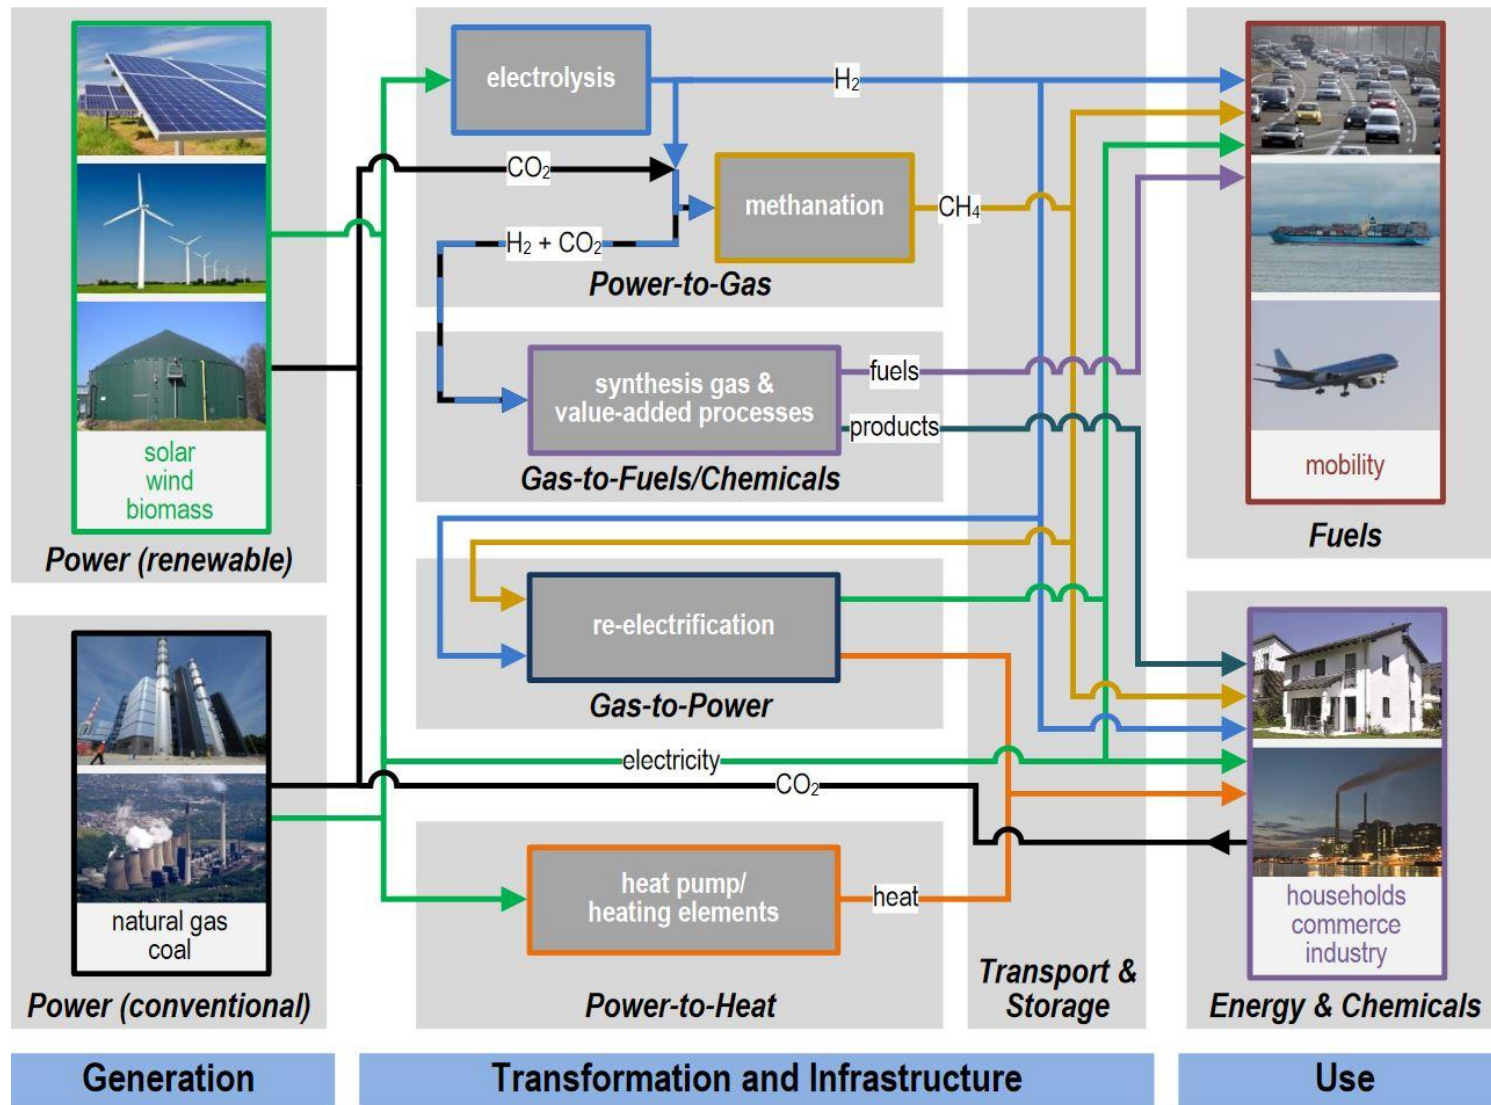 solar
wind
biomass
Power (renewable)
natural gas
coal
Power (conventional)
electrolysis
H₂
CO₂
methanation
CH₄
H₂ + CO₂
Power-to-Gas
synthesis gas &
value-added processes
fuels
products
Gas-to-Fuels/Chemicals
re-electrification
Gas-to-Power
electricity
CO₂
heat pump/
heating elements
heat
Power-to-Heat
Transport &
Storage
mobility
Fuels
households
commerce
industry
Energy & Chemicals
Generation
Transformation and Infrastructure
Use